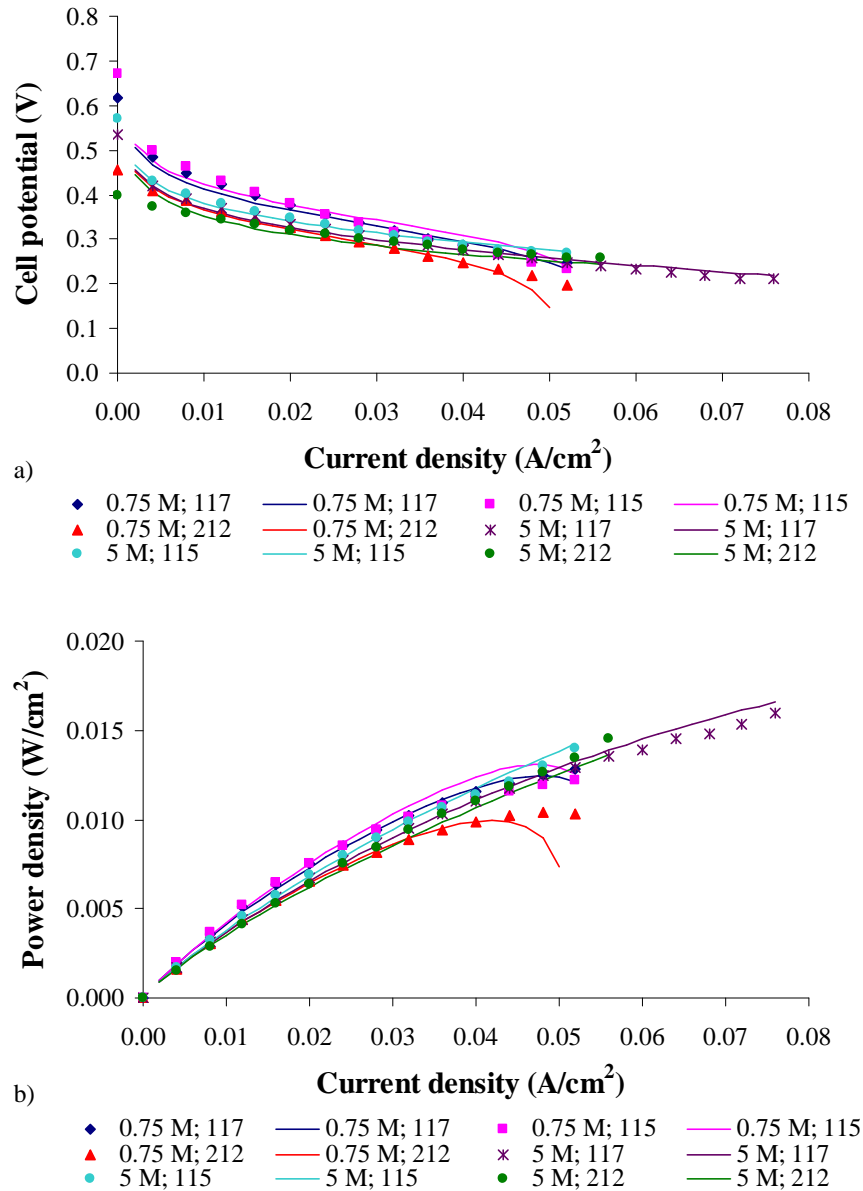 0.8
0.7
0.6
0.5
0.4
0.3
0.2
0.1
0.0
Cell potential (V)
0.00 0.01 0.02 0.03 0.04 0.05 0.06 0.07 0.08
Current density (A/cm²)
a)
0.75 M; 117 0.75 M; 117 0.75 M; 115 0.75 M; 115
0.75 M; 212 0.75 M; 212 5 M; 117 5 M; 117
5 M; 115 5 M; 115 5 M; 212 5 M; 212
0.020
0.015
0.010
0.005
0.000
Power density (W/cm²)
0.00 0.01 0.02 0.03 0.04 0.05 0.06 0.07 0.08
Current density (A/cm²)
b)
0.75 M; 117 0.75 M; 117 0.75 M; 115 0.75 M; 115
0.75 M; 212 0.75 M; 212 5 M; 117 5 M; 117
5 M; 115 5 M; 115 5 M; 212 5 M; 212